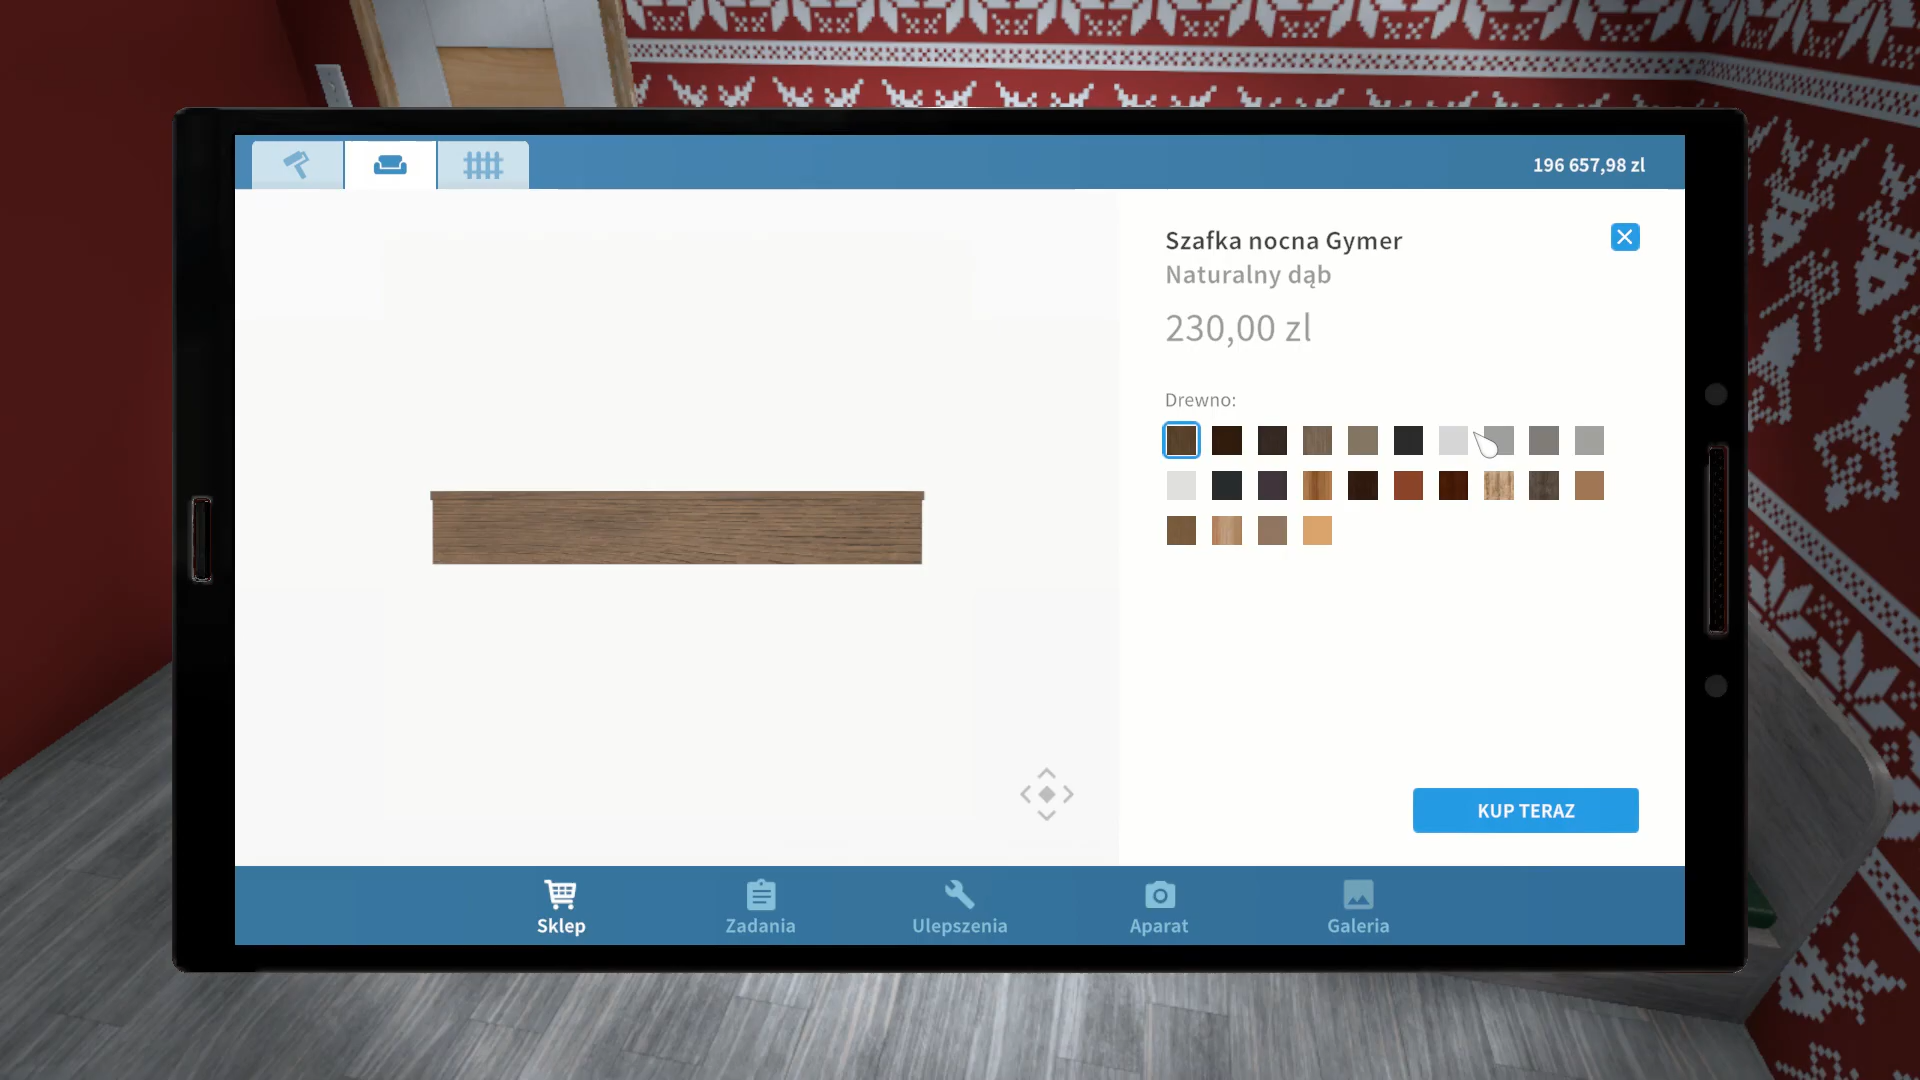 196 657,98 zl
Szafka nocna Gymer
Naturalny dąb
230,00 zl
Drewno:
KUP TERAZ
Sklep
Zadania
Ulepszenia
Aparat
Galeria